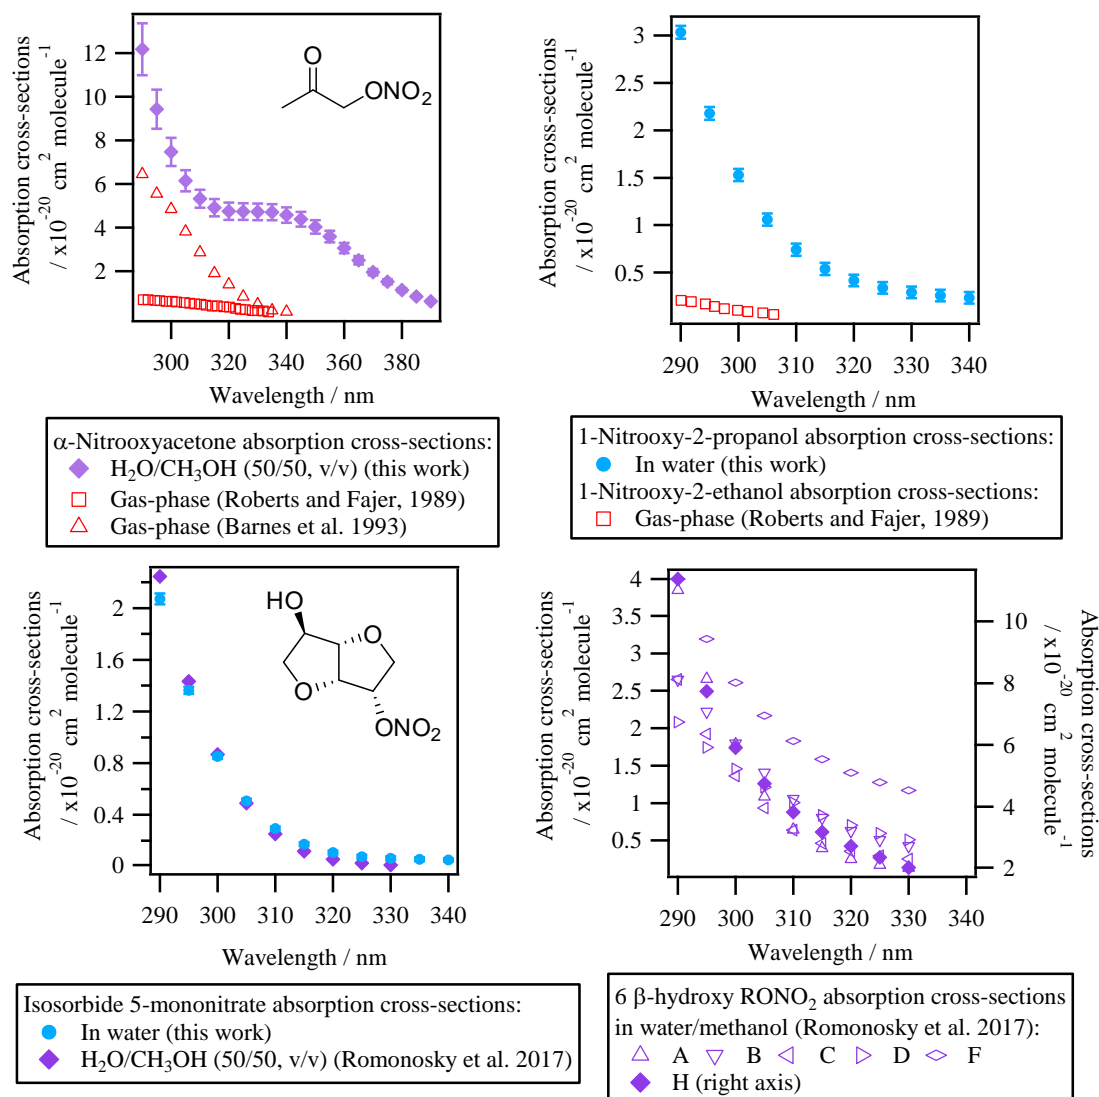 Absorption cross-sections
/ x10⁻²⁰ cm² molecule⁻¹
12
10
8
6
4
2
O
ONO₂
300
320
340
360
380
Wavelength / nm
α-Nitrooxyacetone absorption cross-sections:
H₂O/CH₃OH (50/50, v/v) (this work)
Gas-phase (Roberts and Fajer, 1989)
Gas-phase (Barnes et al. 1993)
Absorption cross-sections
/ x10⁻²⁰ cm² molecule⁻¹
3
2.5
2
1.5
1
0.5
290
300
310
320
330
340
Wavelength / nm
1-Nitrooxy-2-propanol absorption cross-sections:
In water (this work)
1-Nitrooxy-2-ethanol absorption cross-sections:
Gas-phase (Roberts and Fajer, 1989)
Absorption cross-sections
/ x10⁻²⁰ cm² molecule⁻¹
2
1.6
1.2
0.8
0.4
0
HO
O
O
ONO₂
290
300
310
320
330
340
Wavelength / nm
Isosorbide 5-mononitrate absorption cross-sections:
In water (this work)
H₂O/CH₃OH (50/50, v/v) (Romonosky et al. 2017)
Absorption cross-sections
/ x10⁻²⁰ cm² molecule⁻¹
4
3.5
3
2.5
2
1.5
1
0.5
10
8
6
4
2
Absorption cross-sections
/ x10⁻²⁰ cm² molecule⁻¹
290
300
310
320
330
340
Wavelength / nm
6 β-hydroxy RONO₂ absorption cross-sections
in water/methanol (Romonosky et al. 2017):
A B C D F
H (right axis)